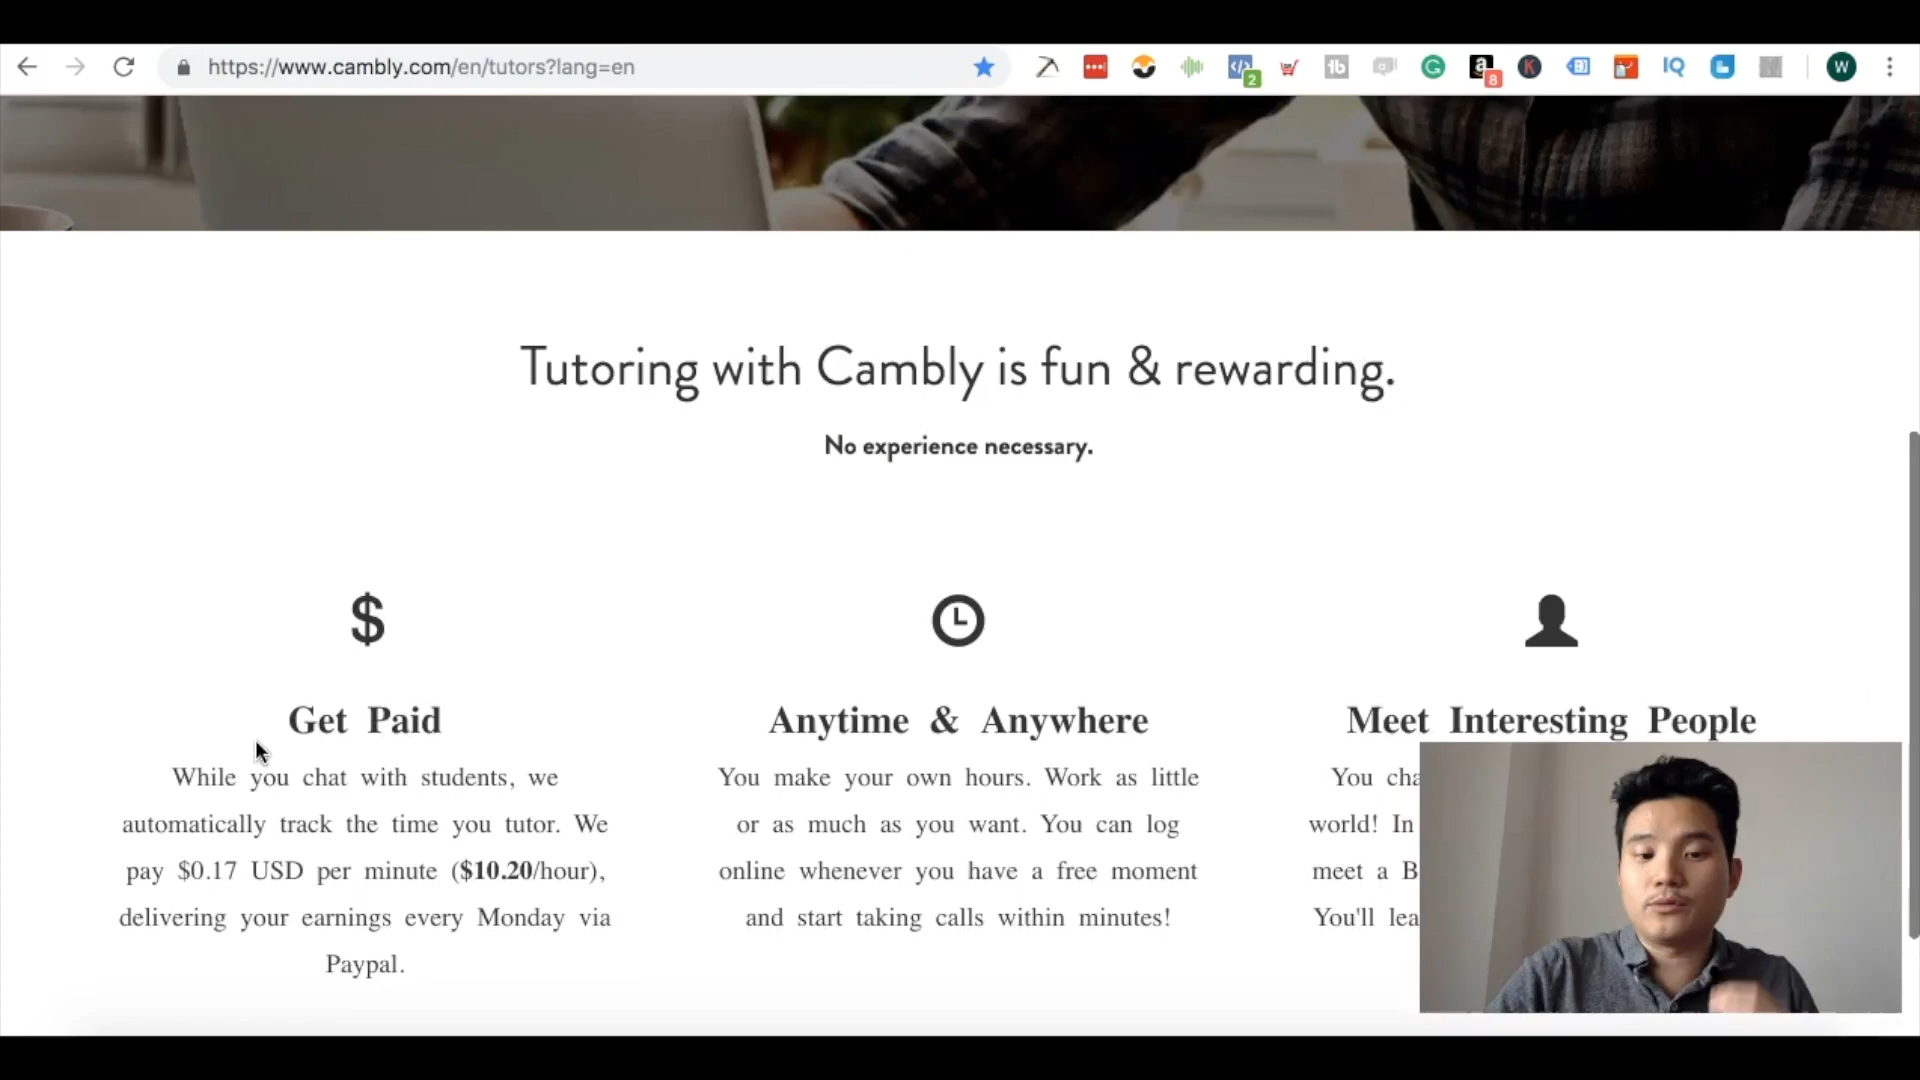 https://www.cambly.com/en/tutors?lang=en
2
8
W
Tutoring with Cambly is fun & rewarding.
No experience necessary.
$
Get Paid
While you chat with students, we
automatically track the time you tutor. We
pay $0.17 USD per minute ($10.20/hour),
delivering your earnings every Monday via
Paypal.
Anytime & Anywhere
You make your own hours. Work as little
or as much as you want. You can log
online whenever you have a free moment
and start taking calls within minutes!
Meet Interesting People
You
world! In
meet a
You'll